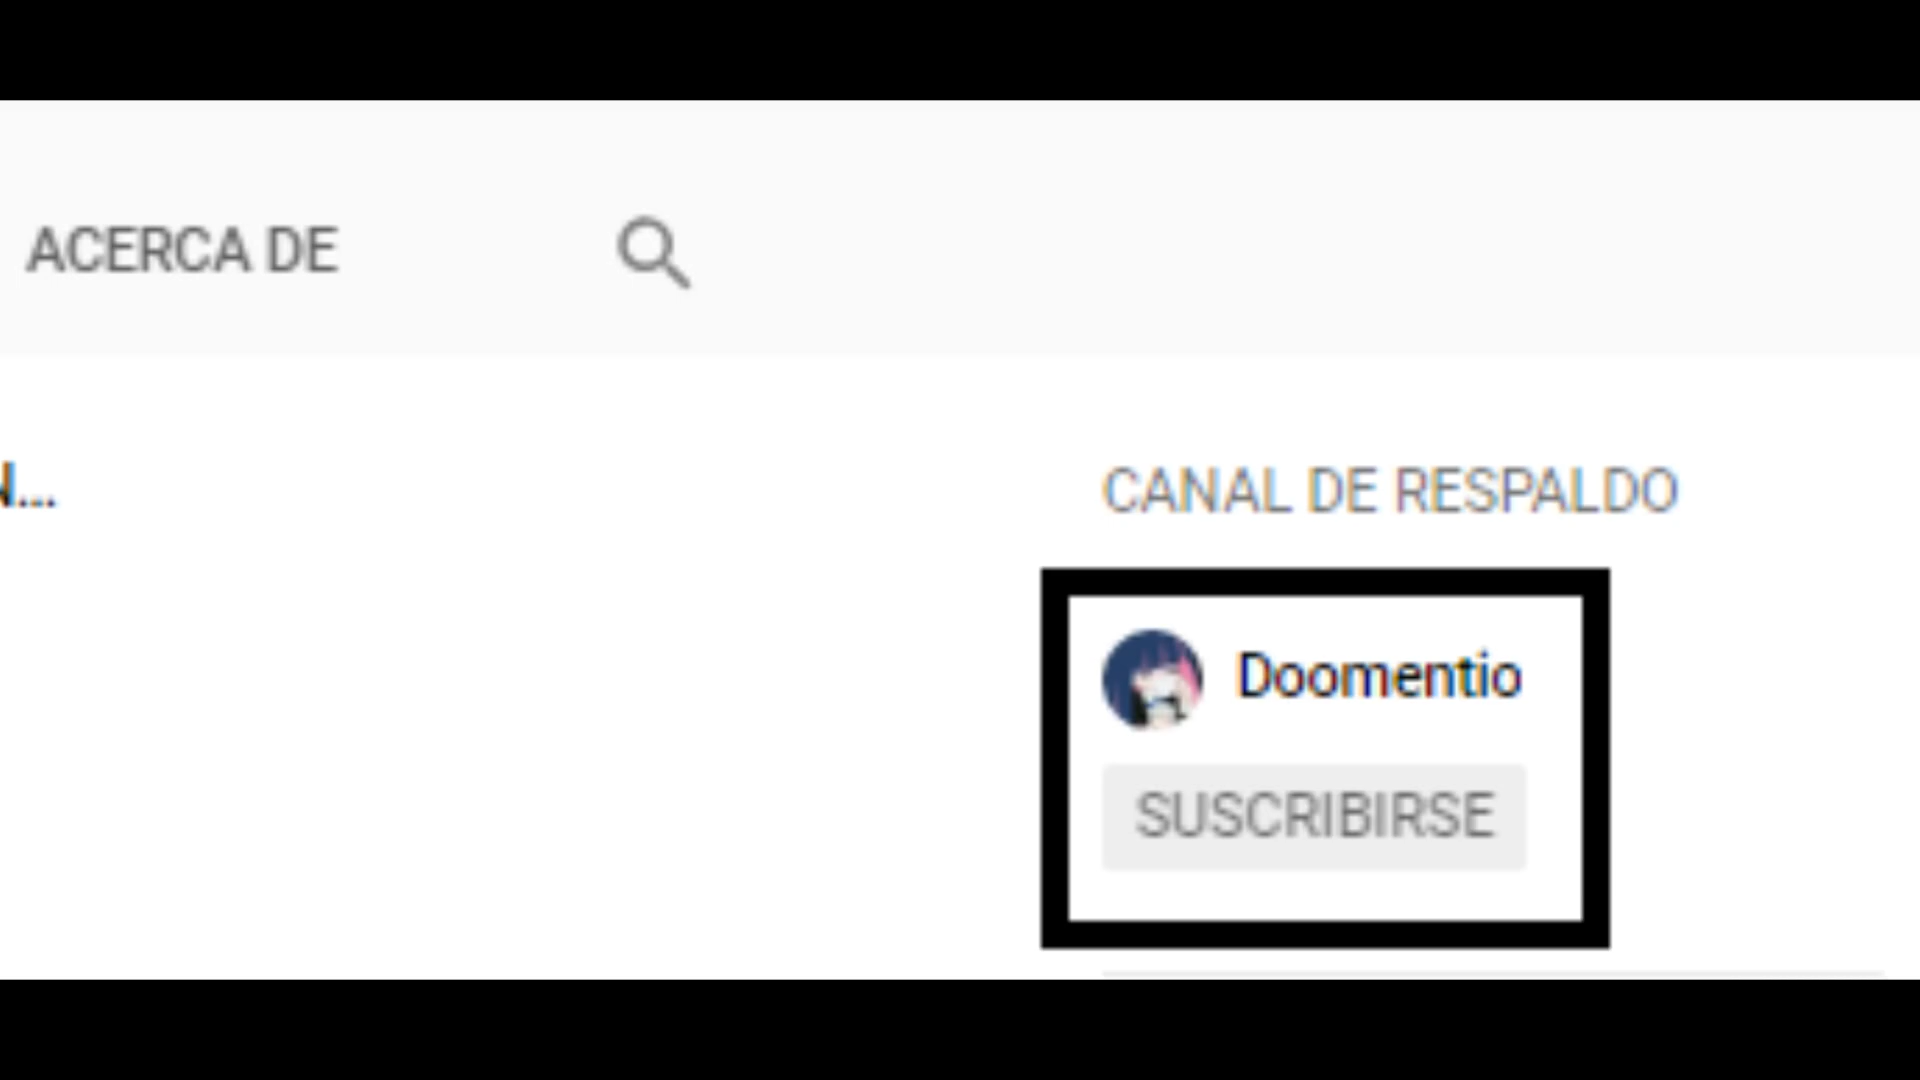 ACERCA DE
N...
CANAL DE RESPALDO
Doomentio
SUSCRIBIRSE